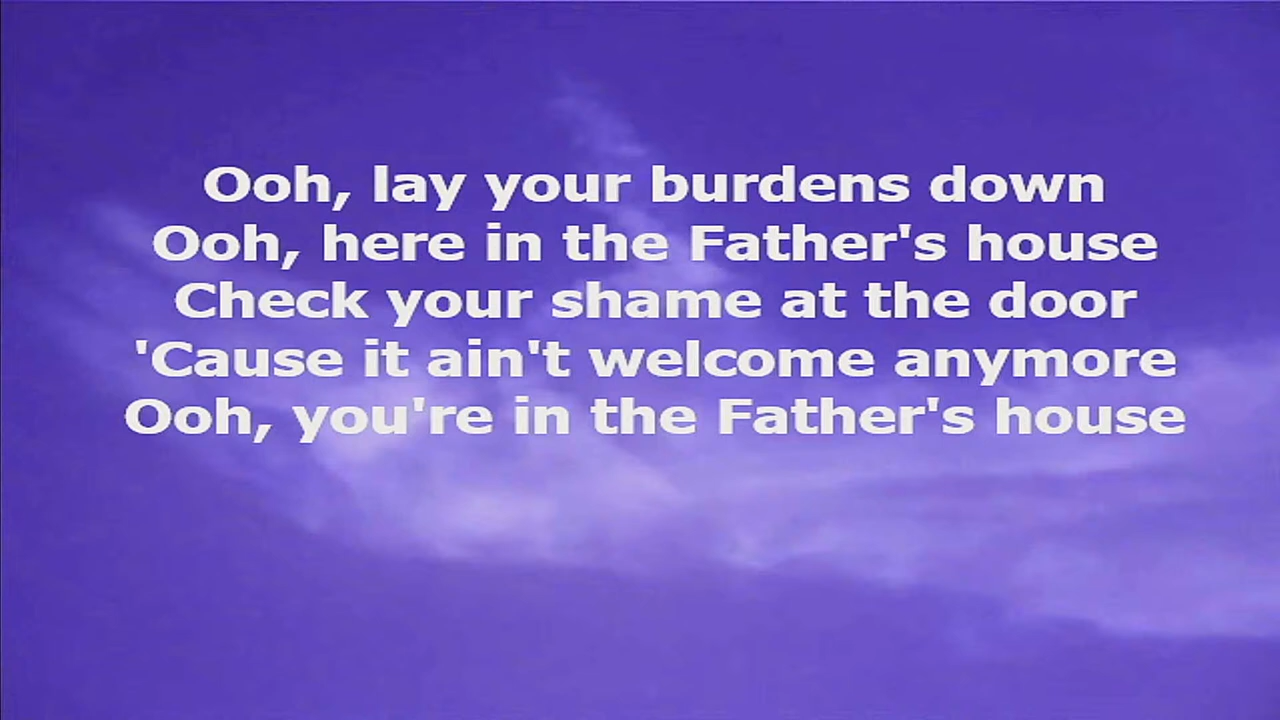 Ooh, lay your burdens down
Ooh, here in the Father's house
Check your shame at the door
'Cause it ain't welcome anymore
Ooh, you're in the Father's house